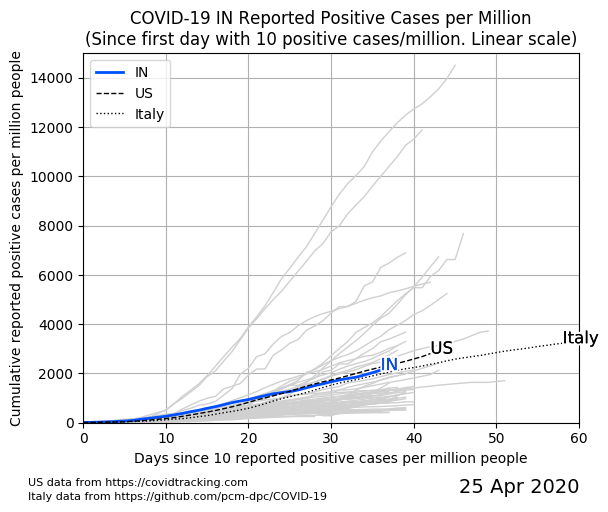 COVID-19 IN Reported Positive Cases per Million
(Since first day with 10 positive cases/million. Linear scale)
Cumulative reported positive cases per million people
14000
12000
10000
8000
6000
4000
2000
0
IN
US
Italy
IN
US
Italy
0 10 20 30 40 50 60
Days since 10 reported positive cases per million people
US data from https://covidtracking.com
Italy data from https://github.com/pcm-dpc/COVID-19
25 Apr 2020